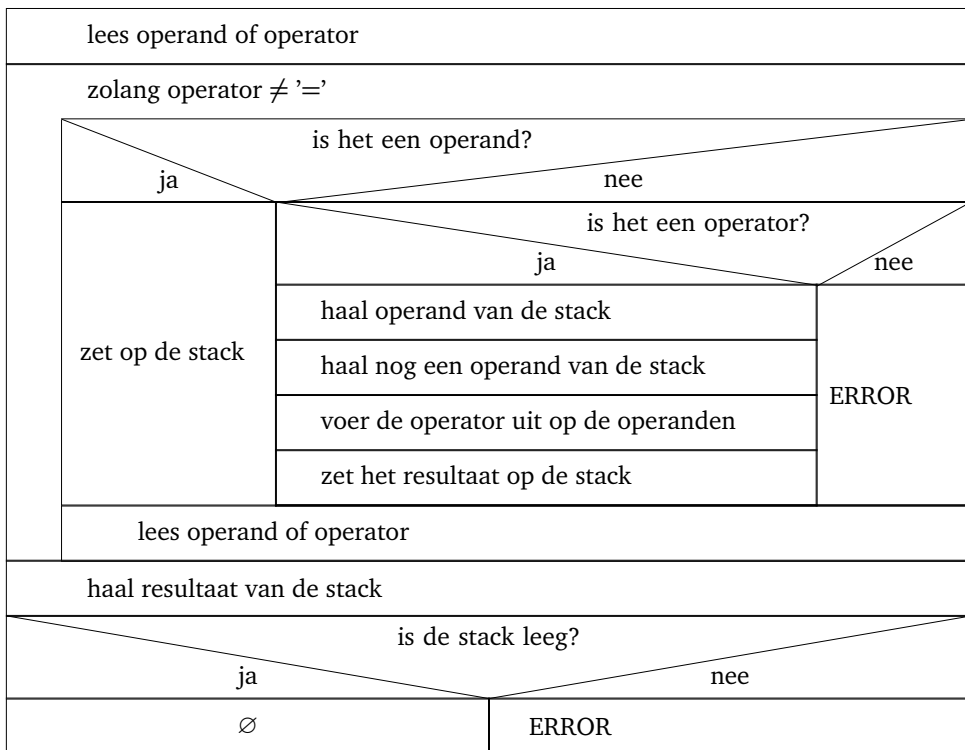 lees operand of operator
zolang operator ≠ ’=’
is het een operand?
ja
nee
is het een operator?
ja
nee
zet op de stack
haal operand van de stack
haal nog een operand van de stack
voer de operator uit op de operanden
zet het resultaat op de stack
ERROR
lees operand of operator
haal resultaat van de stack
is de stack leeg?
ja
nee
∅
ERROR